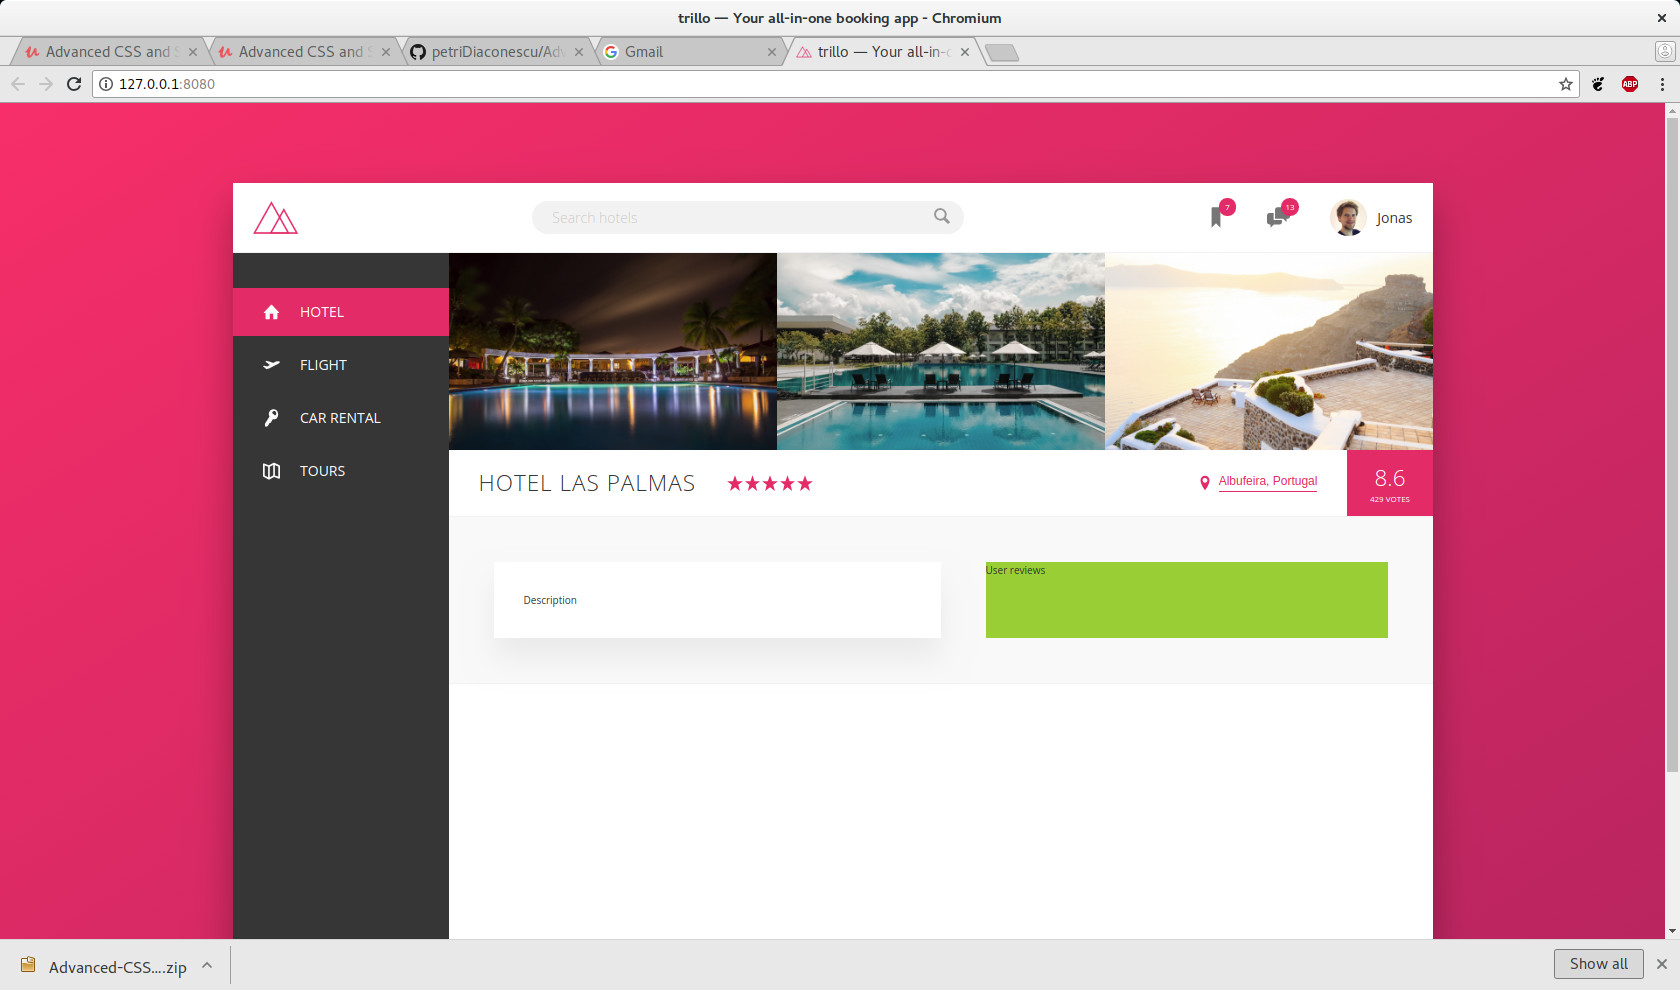 trillo — Your all-in-one booking app - Chromium
Advanced CSS and
Advanced CSS and
petriDiaconescu/Adv
Gmail
trillo — Your all-in-
127.0.0.1:8080
Search hotels
7
13
Jonas
HOTEL
FLIGHT
CAR RENTAL
TOURS
HOTEL LAS PALMAS
Albufeira, Portugal
8.6
429 VOTES
Description
User reviews
Advanced-CSS....zip
Show all
ABP